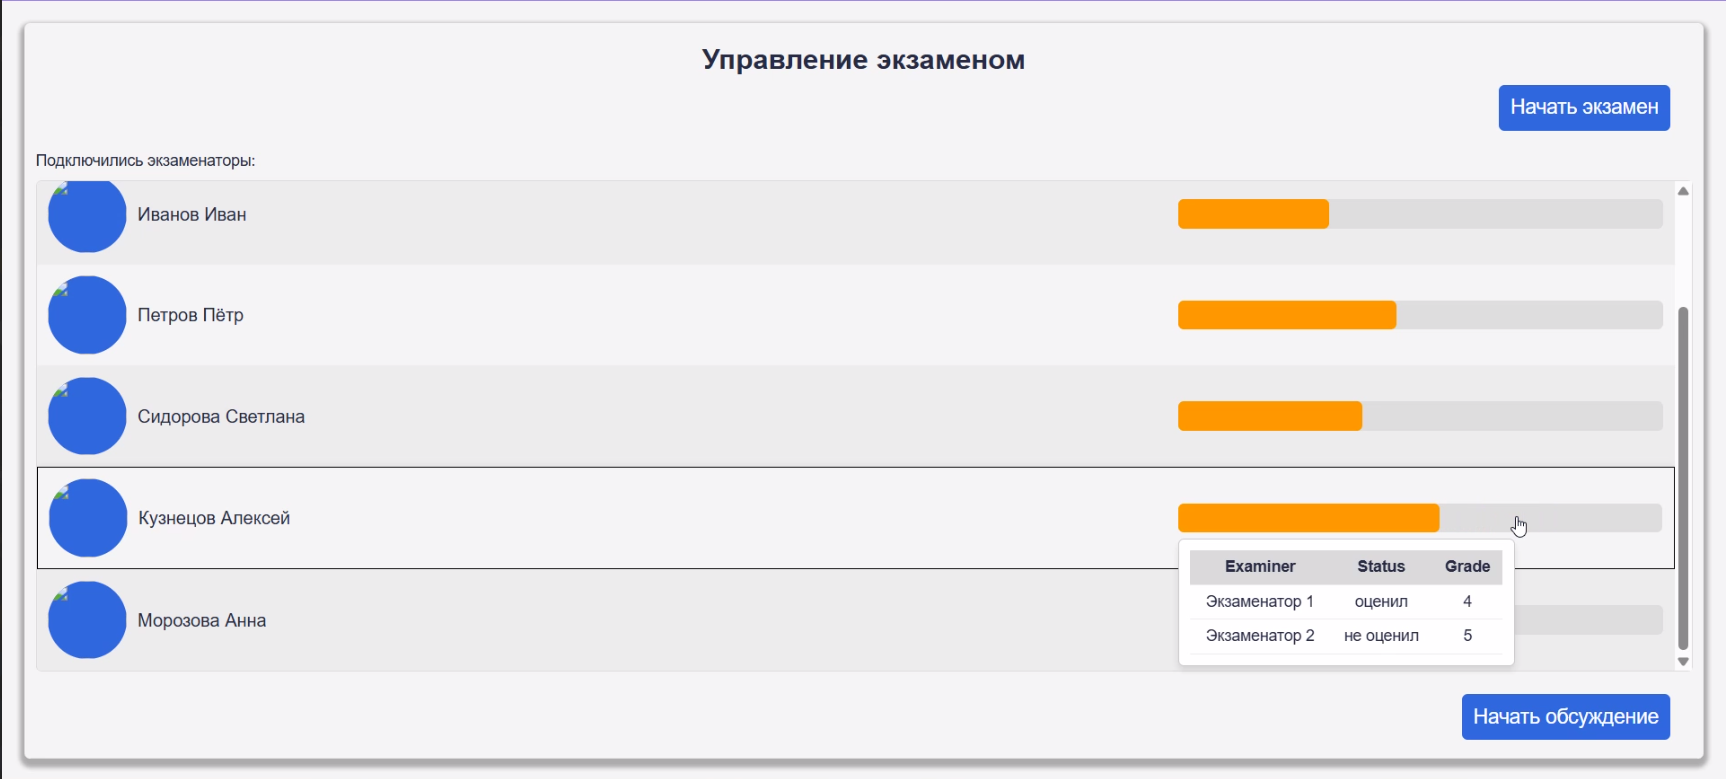 Управление экзаменом
Начать экзамен
Подключились экзаменаторы:
Иванов Иван
Петров Пётр
Сидорова Светлана
Кузнецов Алексей
Examiner Status Grade
Экзаменатор 1 оценил 4
Экзаменатор 2 не оценил 5
Морозова Анна
Начать обсуждение